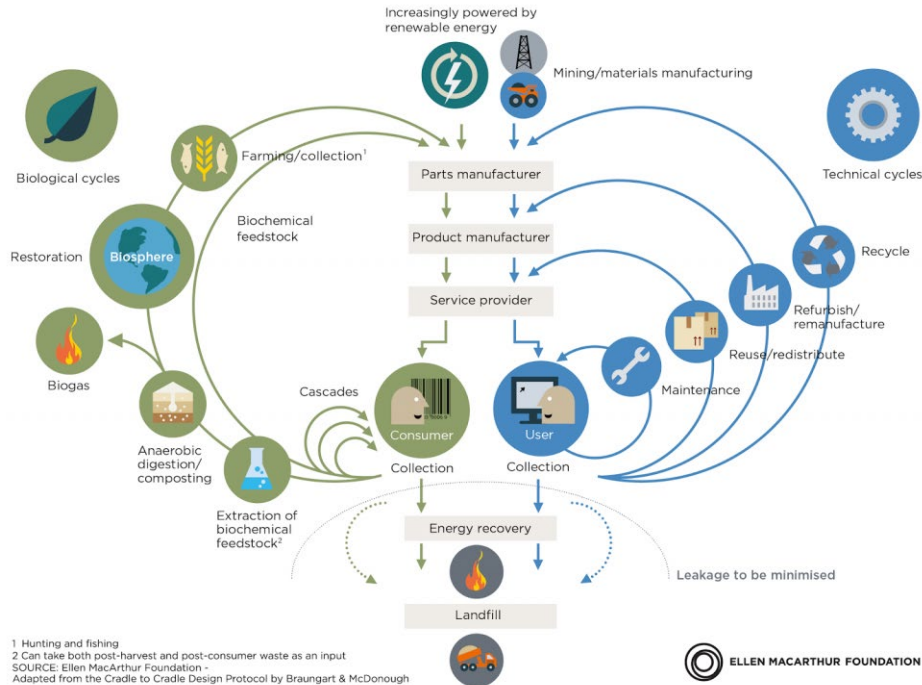 Increasingly powered by
renewable energy
Mining/materials manufacturing
Biological cycles
Farming/collection¹
Parts manufacturer
Technical cycles
Biochemical
feedstock
Restoration
Biosphere
Product manufacturer
Recycle
Service provider
Refurbish/
remanufacture
Biogas
Reuse/redistribute
Cascades
Maintenance
Consumer
User
Anaerobic
digestion/
composting
Collection
Collection
Extraction of
biochemical
feedstock²
Energy recovery
Leakage to be minimised
Landfill
1 Hunting and fishing
2 Can take both post-harvest and post-consumer waste as an input
SOURCE: Ellen MacArthur Foundation -
Adapted from the Cradle to Cradle Design Protocol by Braungart & McDonough
ELLEN MACARTHUR FOUNDATION